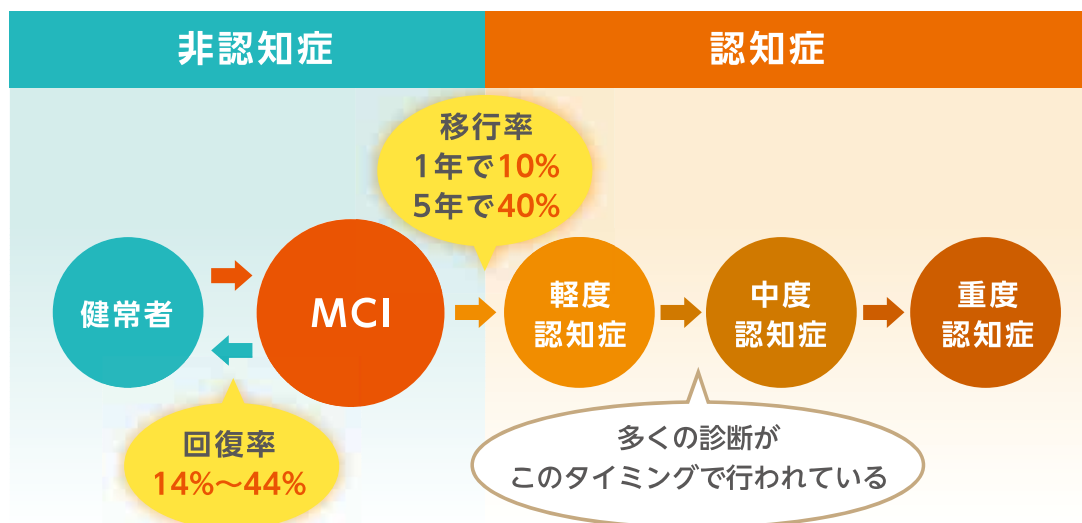 非認知症
認知症
移行率
1年で10%
5年で40%
健常者
MCI
軽度
認知症
中度
認知症
重度
認知症
回復率
14%〜44%
多くの診断が
このタイミングで行われている